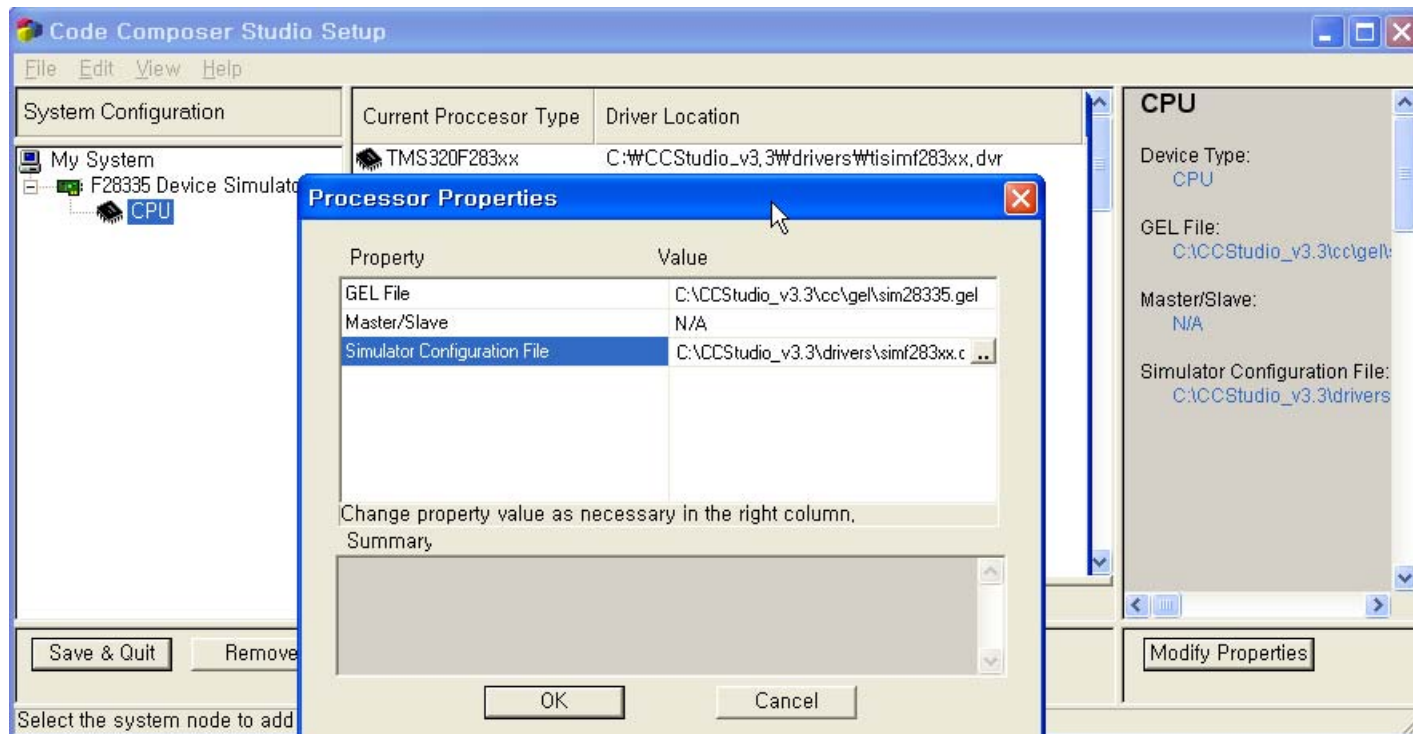 Code Composer Studio Setup
File Edit View Help
System Configuration
Current Proccesor Type Driver Location
CPU
My System
TMS320F283xx C:₩CCStudio_v3,3₩drivers₩tisimf283xx,dvr
Device Type:
CPU
F28335 Device Simulato
CPU
Processor Properties
GEL File:
C:\CCStudio_v3.3\cc\gel\
Property Value
GEL File C:\CCStudio_v3.3\cc\gel\sim28335.gel
Master/Slave:
N/A
Master/Slave N/A
Simulator Configuration File C:\CCStudio_v3.3\drivers\simf283xx.c ..
Simulator Configuration File:
C:\CCStudio_v3.3\drivers
Change property value as necessary in the right column,
Summary
Save & Quit Remove
Modify Properties
OK Cancel
Select the system node to add